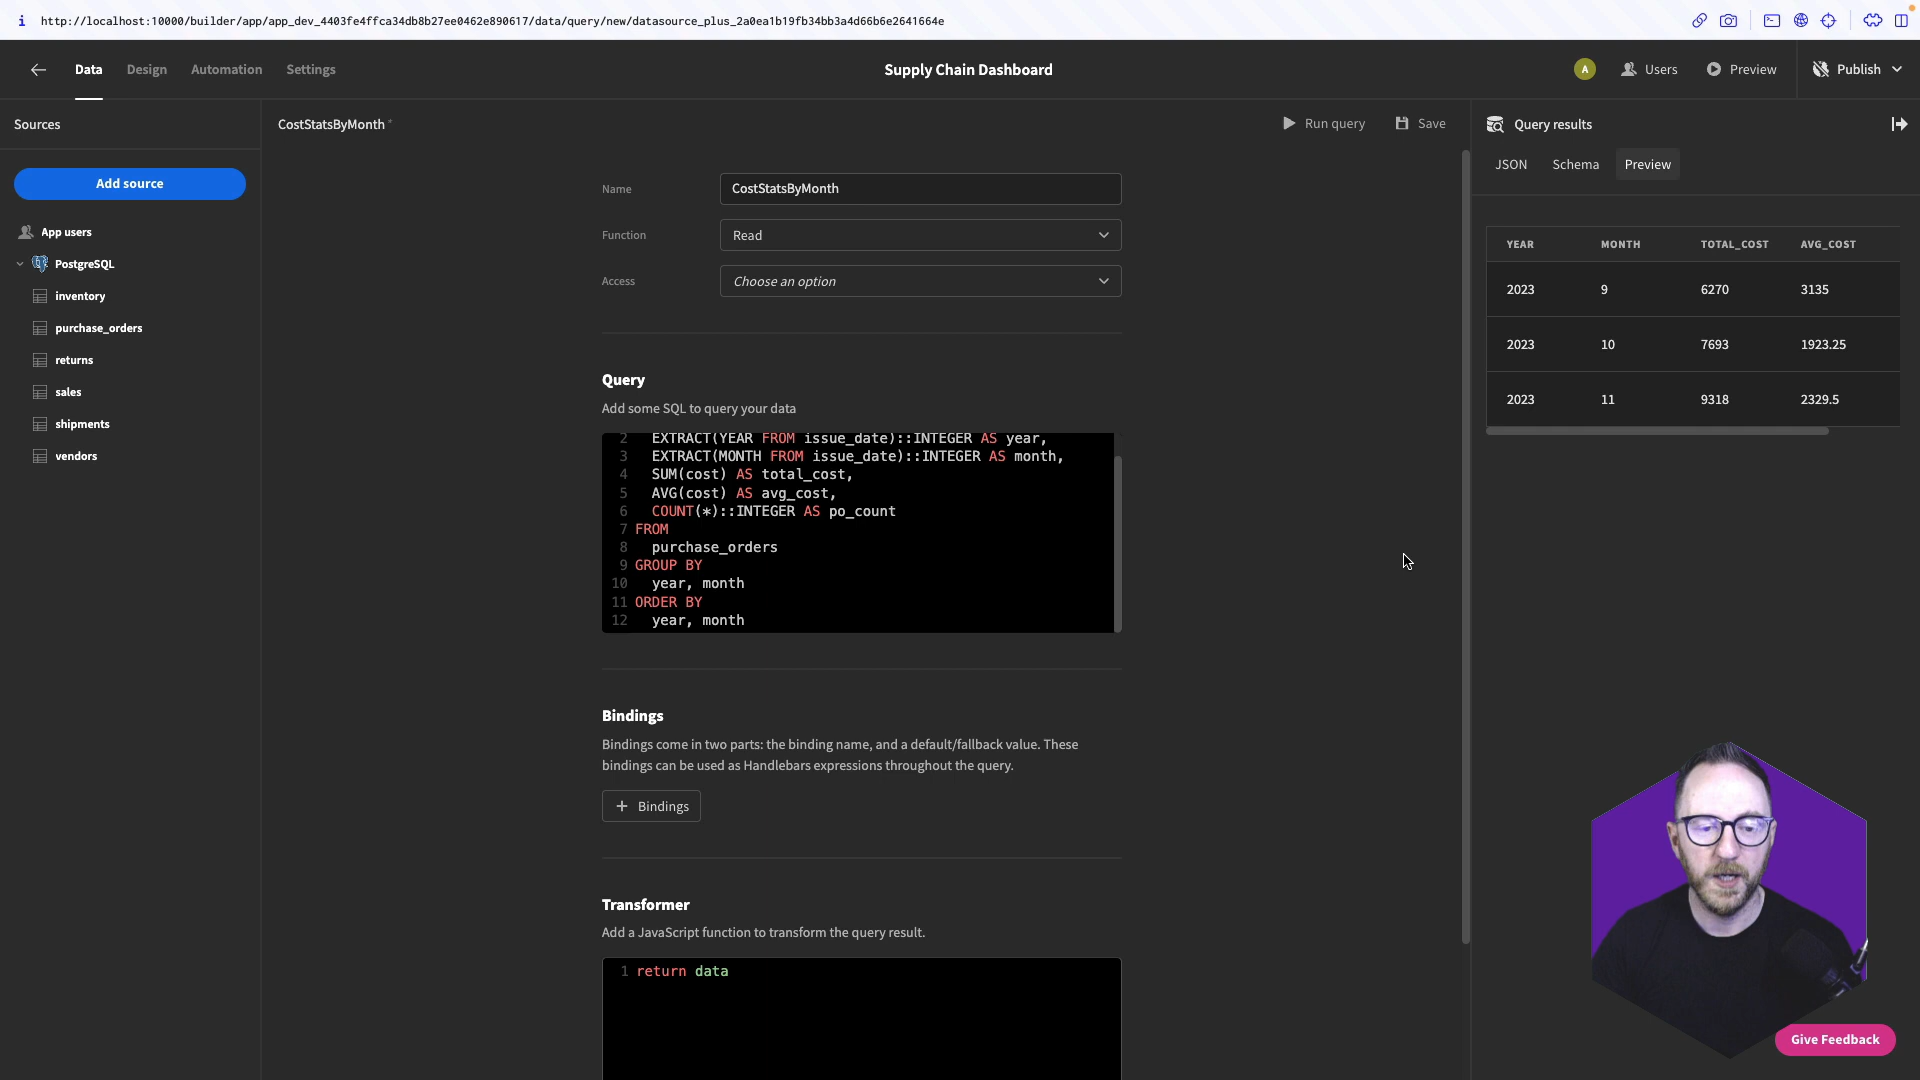 http://localhost:10000/builder/app/app_dev_4403fe4ffca34db8b27ee0462e890617/data/query/new/datasource_plus_2a0ea1b19fb34bb3a4d66b6e2641664e
Data
Design
Automation
Settings
Supply Chain Dashboard
A
Users
Preview
Publish
Sources
Add source
App users
PostgreSQL
inventory
purchase_orders
returns
sales
shipments
vendors
CostStatsByMonth*
Run query
Save
Name
CostStatsByMonth
Function
Read
Access
Choose an option
Query
Add some SQL to query your data
2 EXTRACT(YEAR FROM issue_date)::INTEGER AS year,
3 EXTRACT(MONTH FROM issue_date)::INTEGER AS month,
4 SUM(cost) AS total_cost,
5 AVG(cost) AS avg_cost,
6 COUNT(*)::INTEGER AS po_count
7 FROM
8 purchase_orders
9 GROUP BY
10 year, month
11 ORDER BY
12 year, month
Bindings
Bindings come in two parts: the binding name, and a default/fallback value. These
bindings can be used as Handlebars expressions throughout the query.
+ Bindings
Transformer
Add a JavaScript function to transform the query result.
1 return data
Query results
JSON
Schema
Preview
YEAR MONTH TOTAL_COST AVG_COST
2023 9 6270 3135
2023 10 7693 1923.25
2023 11 9318 2329.5
Give Feedback